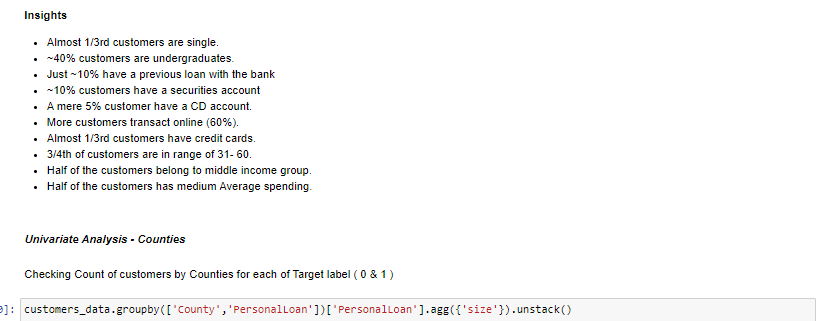 Insights
• Almost 1/3rd customers are single.
• ~40% customers are undergraduates.
• Just ~10% have a previous loan with the bank
• ~10% customers have a securities account
• A mere 5% customer have a CD account.
• More customers transact online (60%).
• Almost 1/3rd customers have credit cards.
• 3/4th of customers are in range of 31- 60.
• Half of the customers belong to middle income group.
• Half of the customers has medium Average spending.
Univariate Analysis - Counties
Checking Count of customers by Counties for each of Target label ( 0 & 1 )
]: customers_data.groupby(['County','PersonalLoan'])['PersonalLoan'].agg({'size'}).unstack()